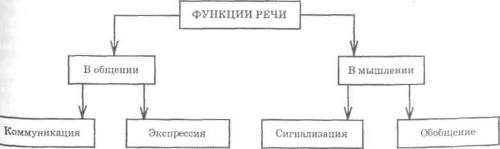 ФУНКЦИИ РЕЧИ
В общении
В мышлении
Коммуникация
Экспрессия
Сигнализация
Обобщение